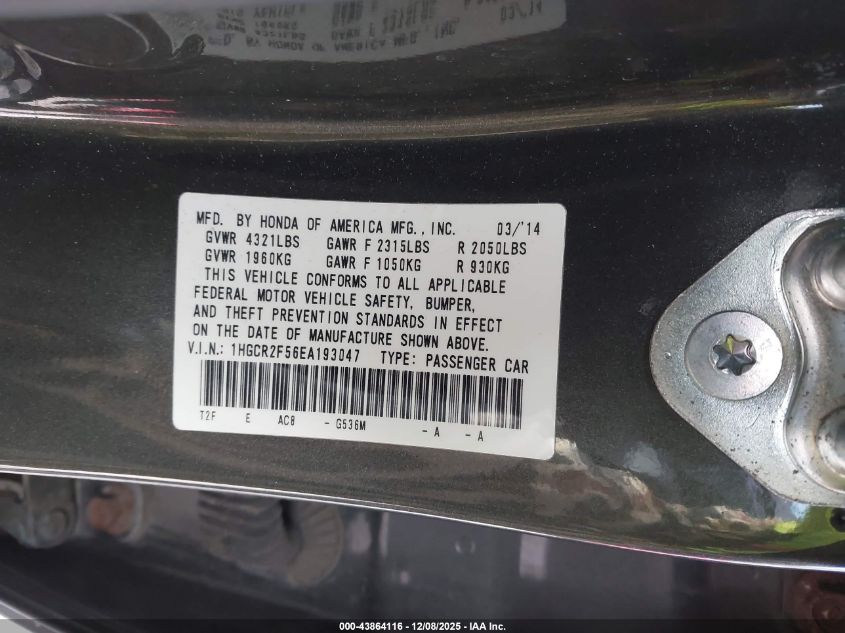 MFD. BY HONDA OF AMERICA MFG., INC. 03/'14
GVWR 4321LBS GAWR F 2315LBS R 2050LBS
GVWR 1960KG GAWR F 1050KG R 930KG
THIS VEHICLE CONFORMS TO ALL APPLICABLE
FEDERAL MOTOR VEHICLE SAFETY, BUMPER,
AND THEFT PREVENTION STANDARDS IN EFFECT
ON THE DATE OF MANUFACTURE SHOWN ABOVE.
V.I.N.: 1HGCR2F56EA193047 TYPE: PASSENGER CAR
T2F E AC8 - G536M - A - A
000-43864116 - 12/08/2025 - IAA Inc.